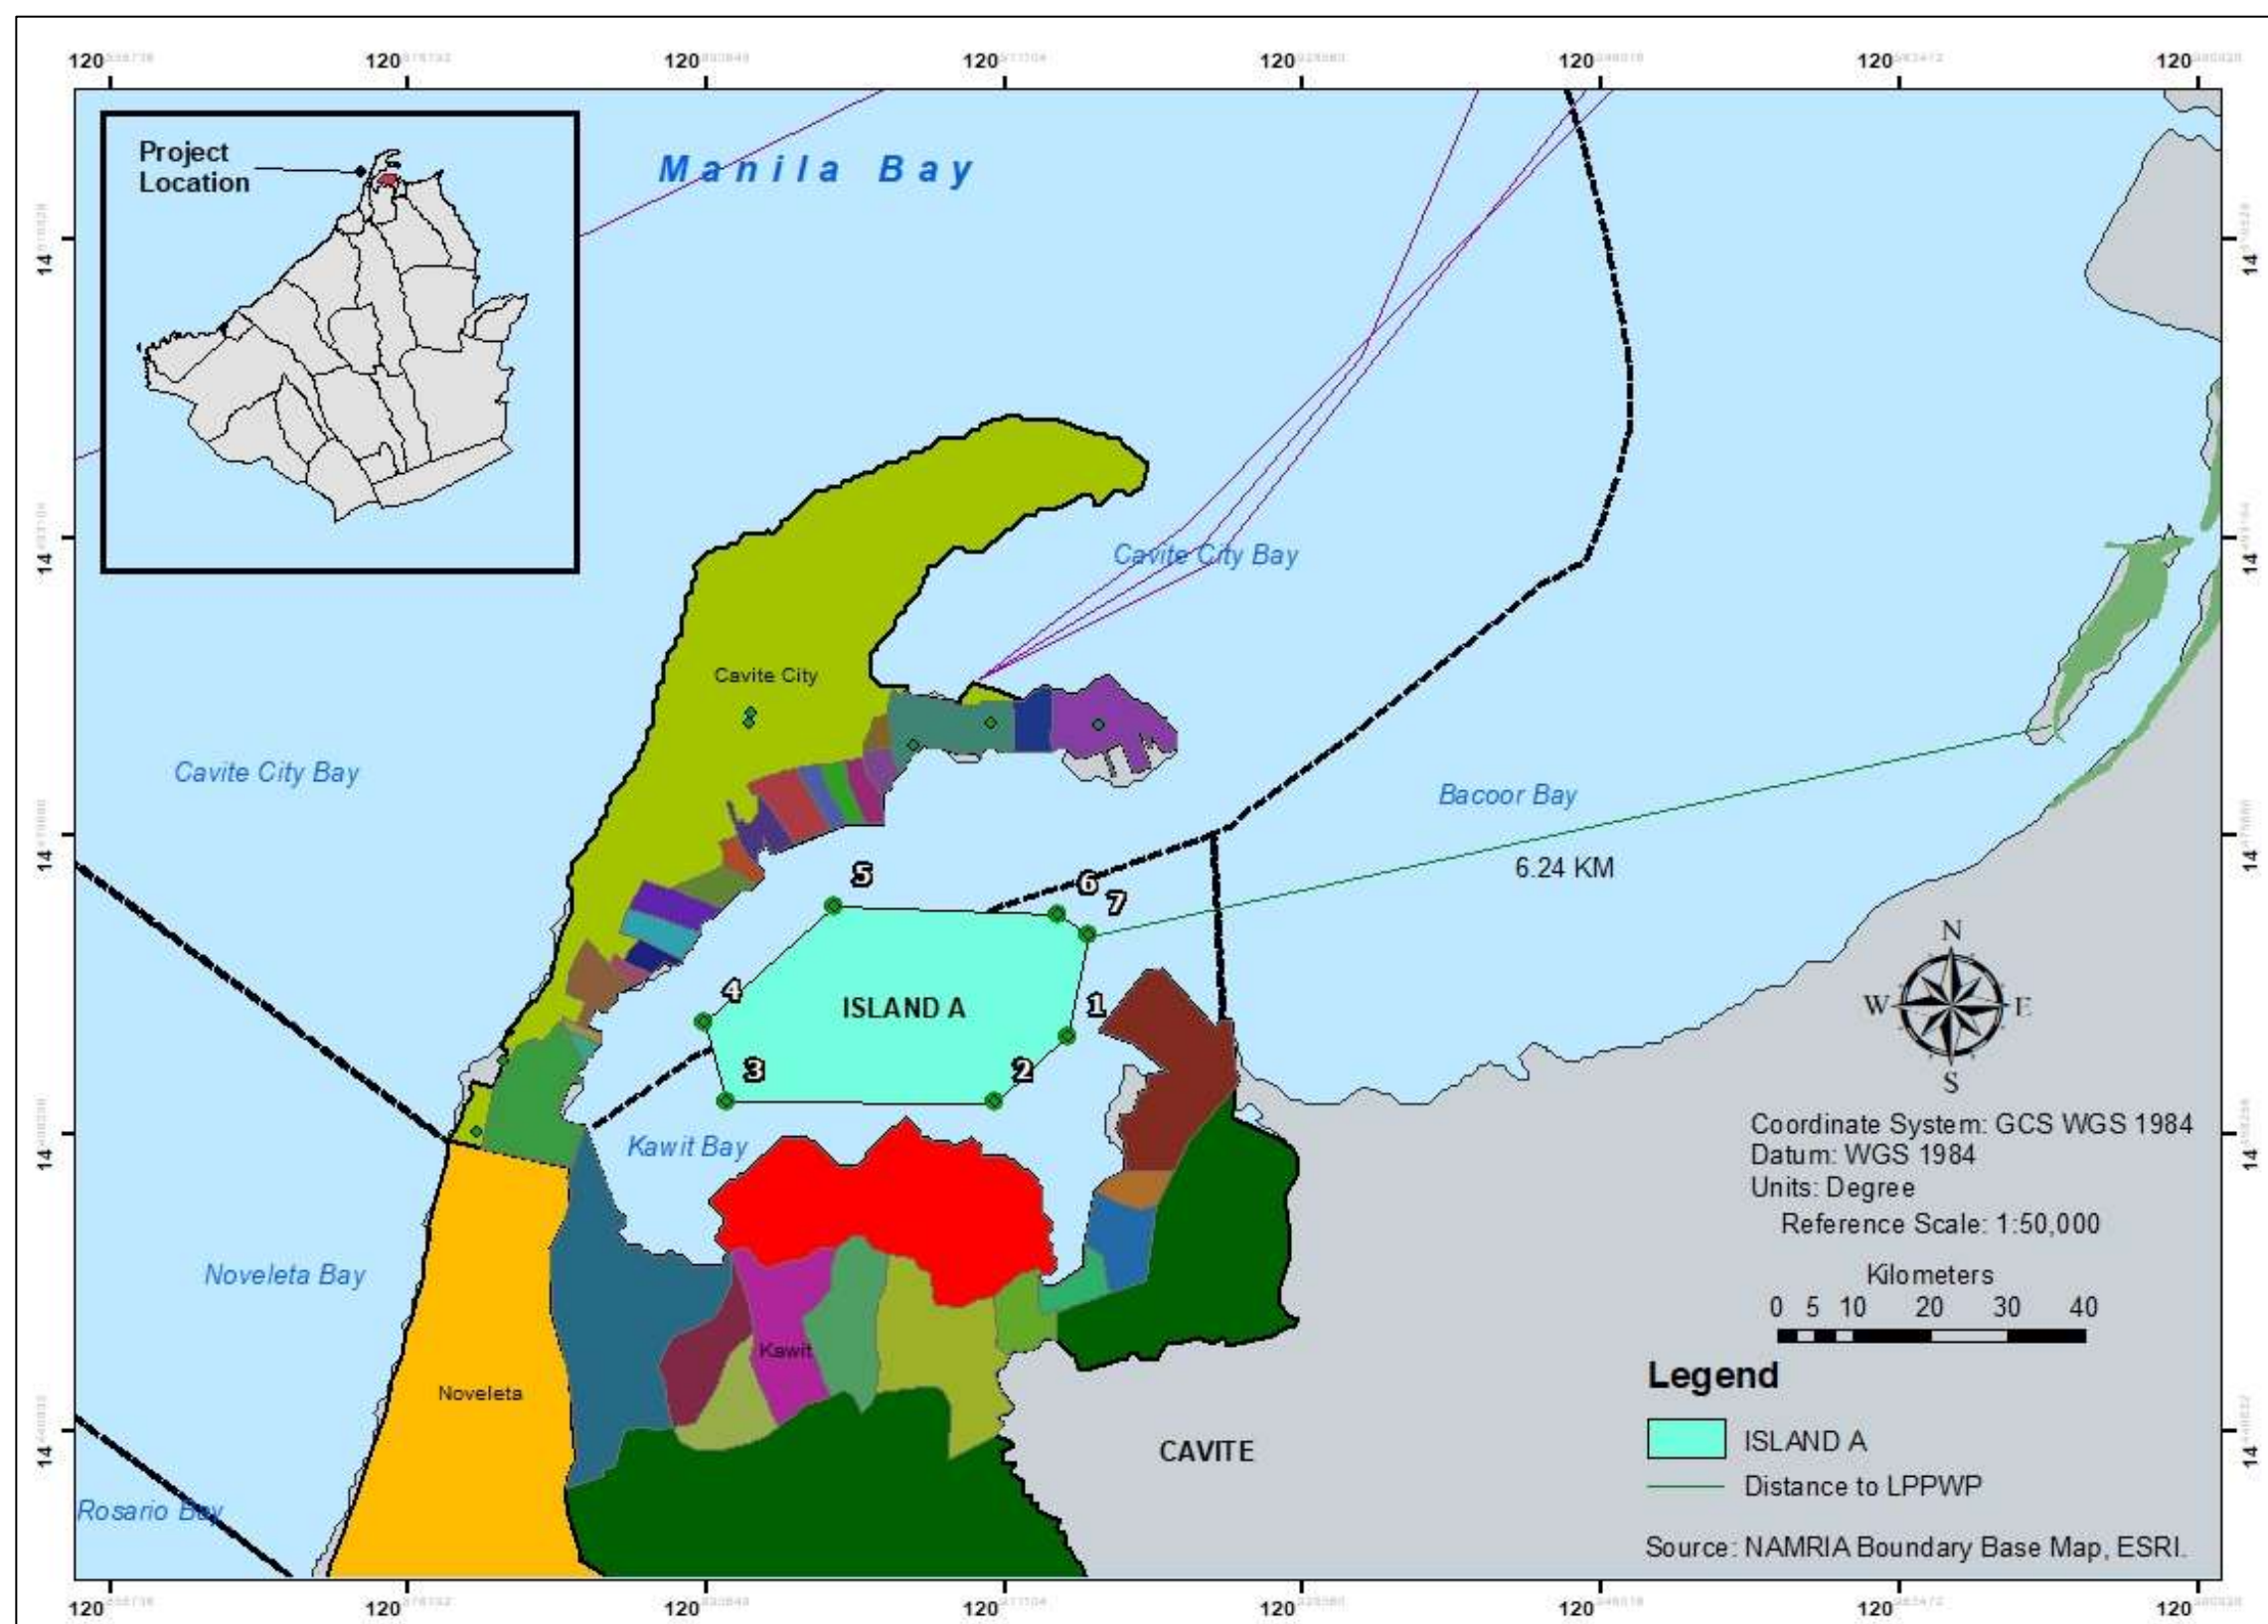 120 120 120 120 120 120 120 120
Project
Location
Manila Bay
14 14
Cavite City Bay
14 14
Cavite City
Cavite City Bay
Bacoor Bay
14 14
6.24 KM
5
6
7
N
W E
S
4
ISLAND A
1
3
2
Kawit Bay
14 14
Coordinate System: GCS WGS 1984
Datum: WGS 1984
Units: Degree
Reference Scale: 1:50,000
Noveleta Bay
Kilometers
0 5 10 20 30 40
Kawit
Noveleta
Legend
14 14
CAVITE
ISLAND A
Distance to LPPWP
Rosario Bay
Source: NAMRIA Boundary Base Map, ESRI.
120 120 120 120 120 120 120 120